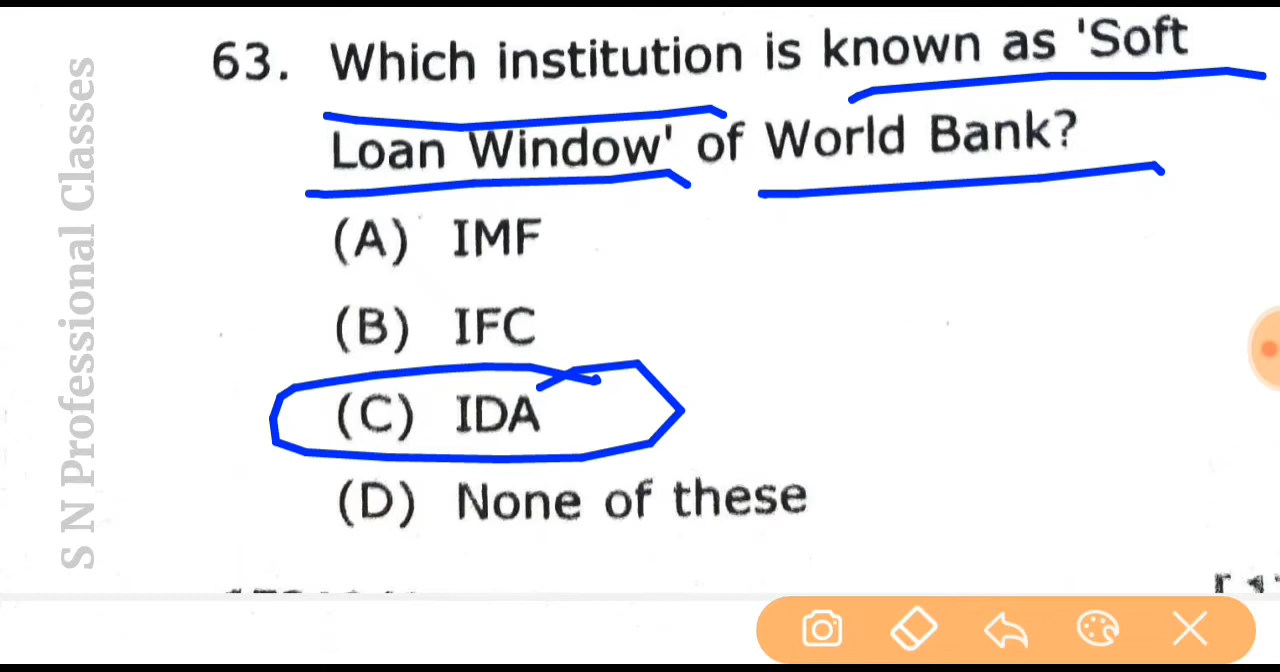 S N Professional Classes
63. Which institution is known as 'Soft
Loan Window' of World Bank?
(A) IMF
(B) IFC
(C) IDA
(D) None of these